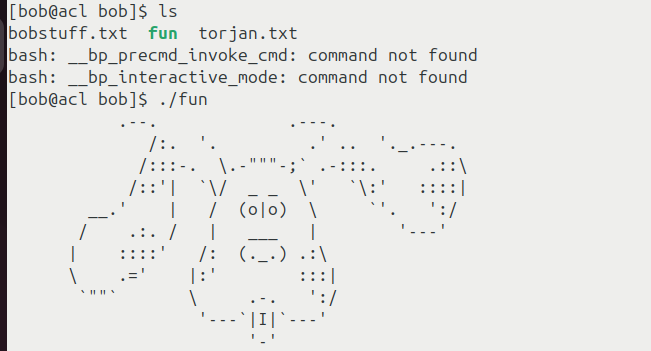 [bob@acl bob]$ ls
bobstuff.txt  fun  torjan.txt
bash: __bp_precmd_invoke_cmd: command not found
bash: __bp_interactive_mode: command not found
[bob@acl bob]$ ./fun
           .--.                .---.
              /:.  '.         .' ..  '._.---.
             /:::-.  \.-"""-;` .-:::.     .::\
            /::'|  `\/  _ _  \'   `\:'   ::::|
        __.'    |   /  (o|o)  \     `'.   ':/
       /    .:. /   |   ___   |        '---'
      |    ::::'   /:  (._.) .:\
      \    .='    |:'        :::|
       `""`       \     .-.   ':/
                   '---`|I|`---'
                        '-'